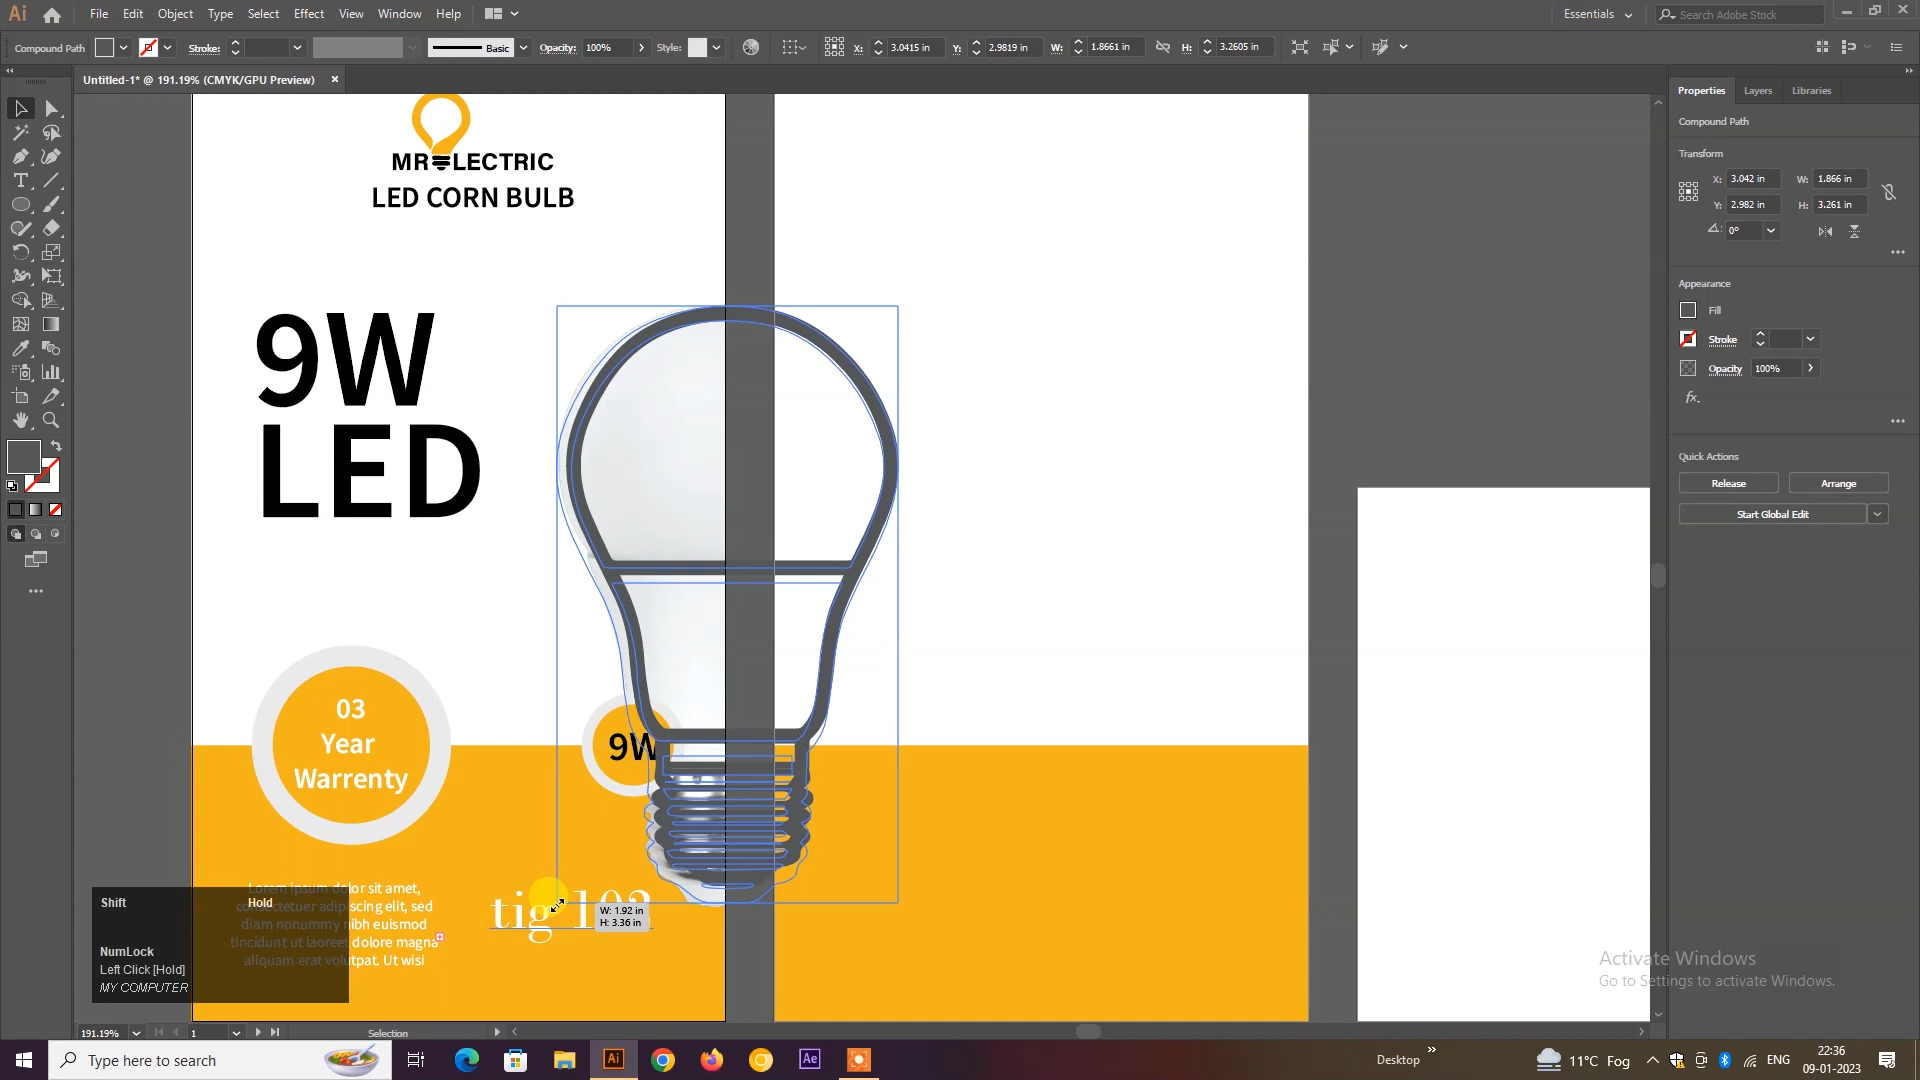 Ai File Edit Object Type Select Effect View Window Help Essentials Search Adobe Stock
Compound Path Stroke: Basic Opacity: 100% Style: X: 3.0415 in Y: 2.9819 in W: 1.8661 in H: 3.2605 in
Untitled-1* @ 191.19% (CMYK/GPU Preview)
Properties Layers Libraries
Compound Path
Transform
X: 3.042 in W: 1.866 in
Y: 2.982 in H: 3.261 in
0°
Appearance
Fill
Stroke
Opacity 100%
fx.
Quick Actions
Release Arrange
Start Global Edit
MR LECTRIC
LED CORN BULB
9W
LED
03
Year
Warrenty
9W
Lorem ipsum dolor sit amet,
consectetuer adipiscing elit, sed
diam nonummy nibh euismod
tincidunt ut laoreet dolore magna
aliquam erat volutpat. Ut wisi
tig 103
W: 1.92 in
H: 3.36 in
Shift Hold
NumLock
Left Click [Hold]
MY COMPUTER
Activate Windows
Go to Settings to activate Windows.
191.19% 1 Selection
Type here to search Ai Ae Desktop 11°C Fog ENG 22:36
09-01-2023